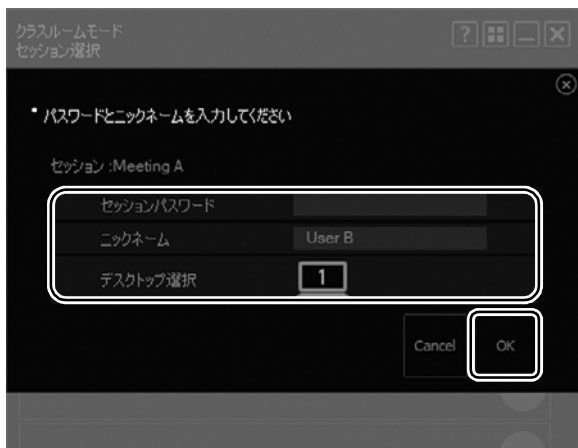 クラスルームモード
セッション選択
?
* パスワードとニックネームを入力してください
セッション :Meeting A
セッションパスワード
ニックネーム User B
デスクトップ選択 1
Cancel OK